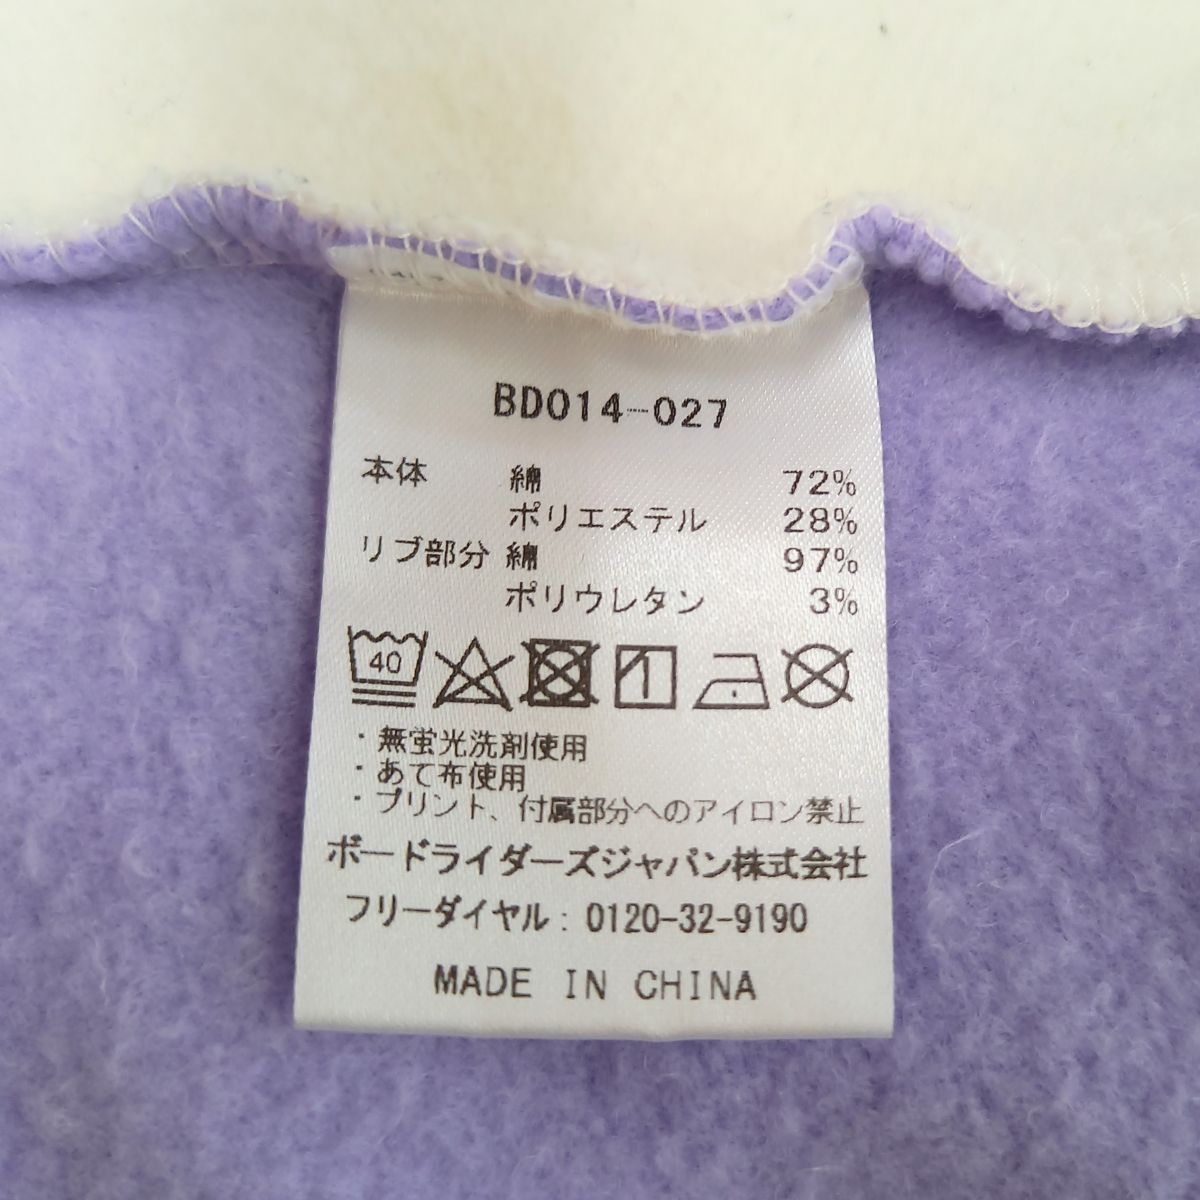 BD014-027
本体 綿 72%
ポリエステル 28%
リブ部分 綿 97%
ポリウレタン 3%
40
・無蛍光洗剤使用
・あて布使用
・プリント、付属部分へのアイロン禁止
ボードライダーズジャパン株式会社
フリーダイヤル: 0120-32-9190
MADE IN CHINA